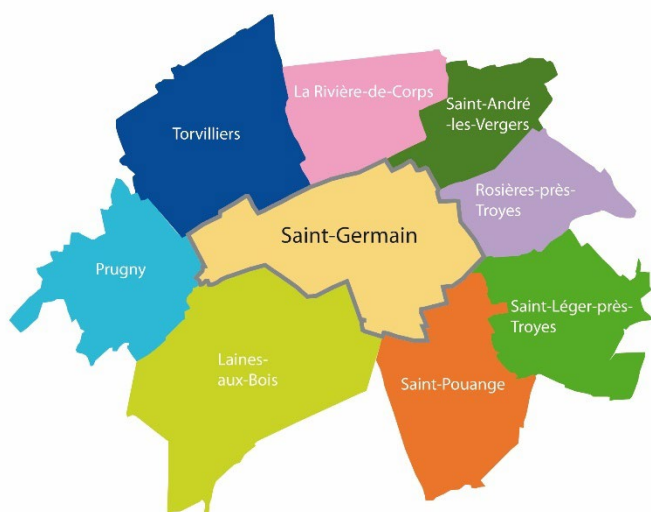 La Rivière-de-Corps
Saint-André
-les-Vergers
Torvilliers
Rosières-près-
Troyes
Saint-Germain
Prugny
Saint-Léger-près-
Troyes
Laines-
aux-Bois
Saint-Pouange